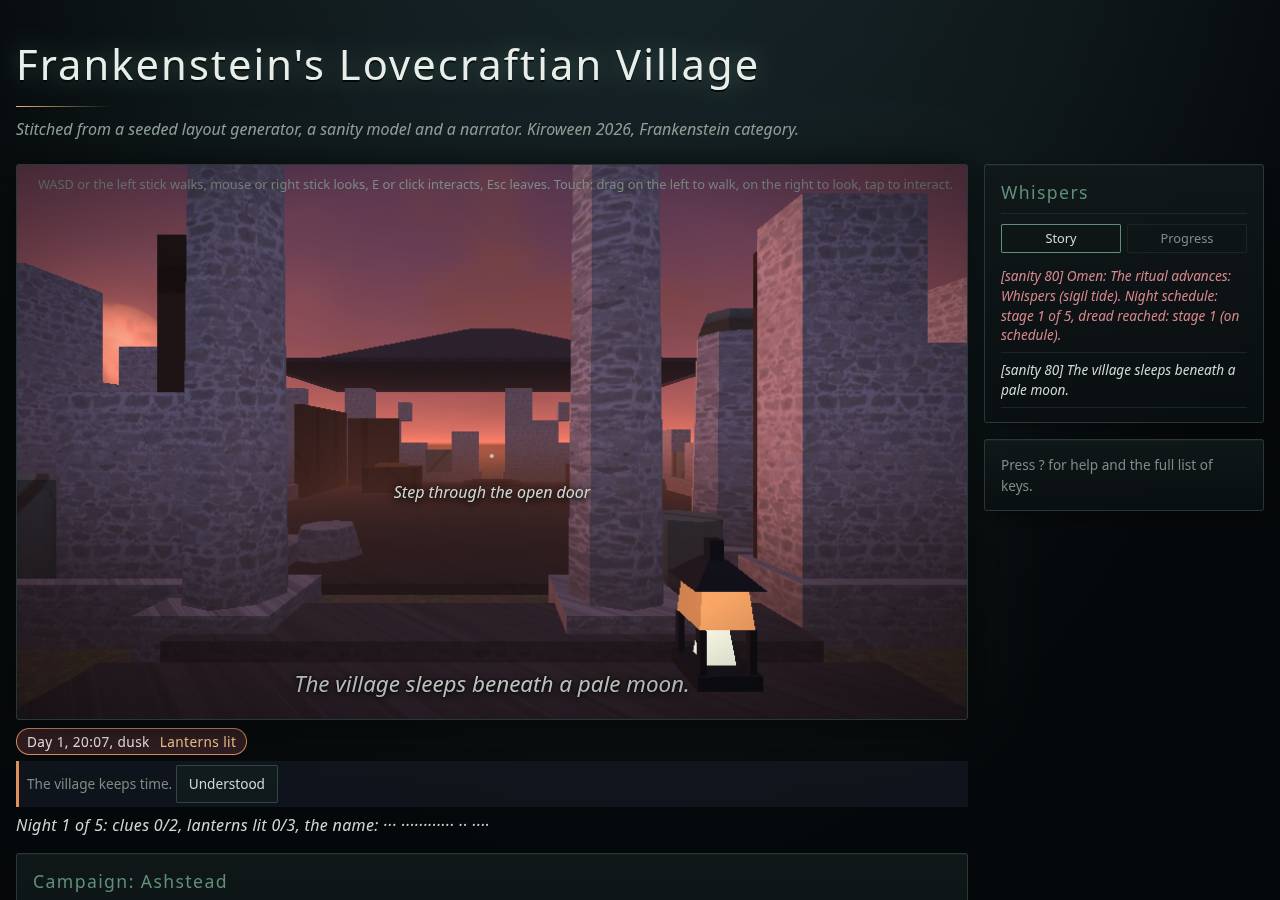 Frankenstein's Lovecraftian Village
Stitched from a seeded layout generator, a sanity model and a narrator. Kiroween 2026, Frankenstein category.
WASD or the left stick walks, mouse or right stick looks, E or click interacts, Esc leaves. Touch: drag on the left to walk, on the right to look, tap to interact.
Step through the open door
The village sleeps beneath a pale moon.
Day 1, 20:07, dusk Lanterns lit
The village keeps time. Understood
Night 1 of 5: clues 0/2, lanterns lit 0/3, the name: ··· ············ ·· ····
Campaign: Ashstead
Whispers
Story Progress
[sanity 80] Omen: The ritual advances:
Whispers (sigil tide). Night schedule:
stage 1 of 5, dread reached: stage 1 (on
schedule).
[sanity 80] The village sleeps beneath a
pale moon.
Press ? for help and the full list of
keys.